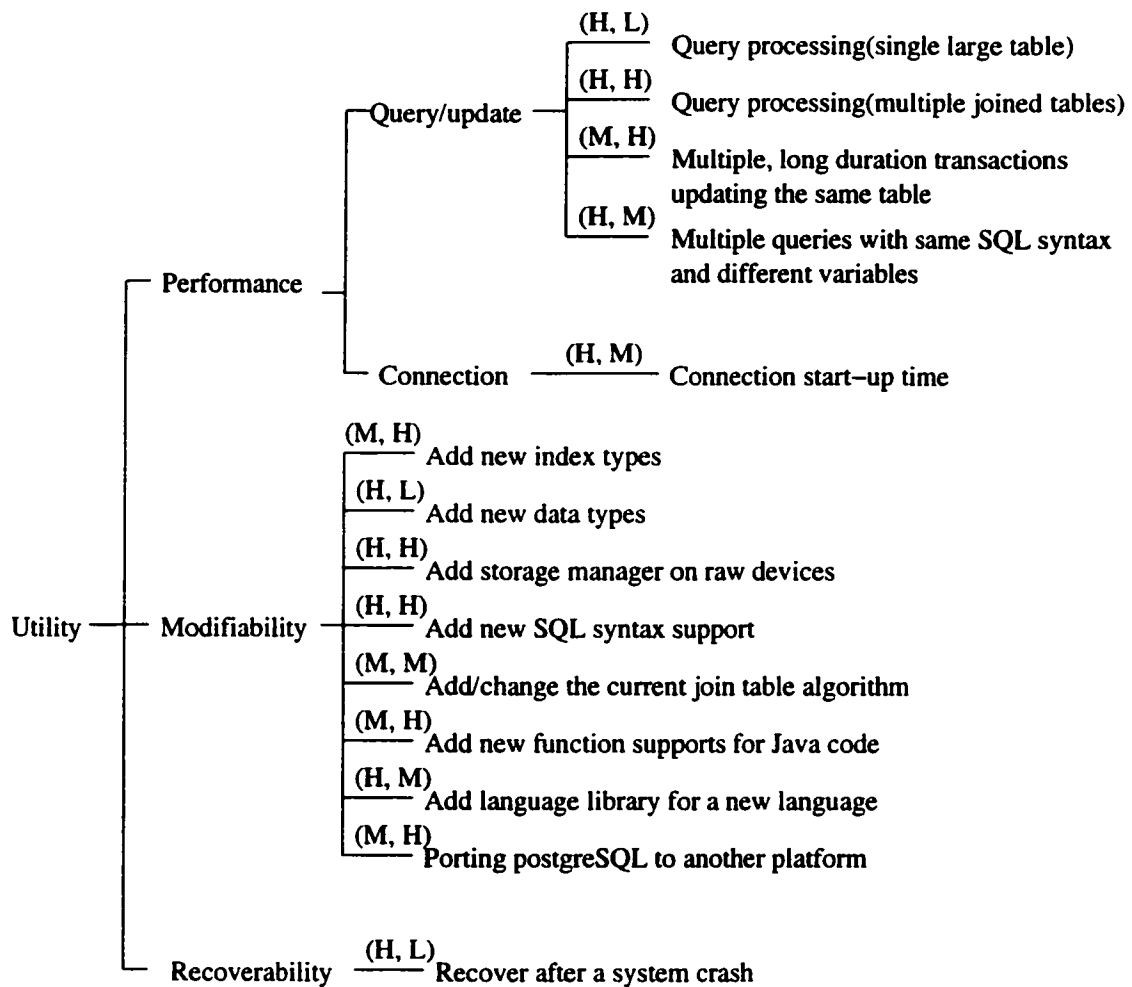 (H, L)
Query processing(single large table)
(H, H)
Query/update
Query processing(multiple joined tables)
(M, H)
Multiple, long duration transactions
updating the same table
(H, M)
Multiple queries with same SQL syntax
and different variables
Performance
(H, M)
Connection
Connection start-up time
(M, H)
Add new index types
(H, L)
Add new data types
(H, H)
Add storage manager on raw devices
(H, H)
Utility
Modifiability
Add new SQL syntax support
(M, M)
Add/change the current join table algorithm
(M, H)
Add new function supports for Java code
(H, M)
Add language library for a new language
(M, H)
Porting postgreSQL to another platform
(H, L)
Recoverability
Recover after a system crash